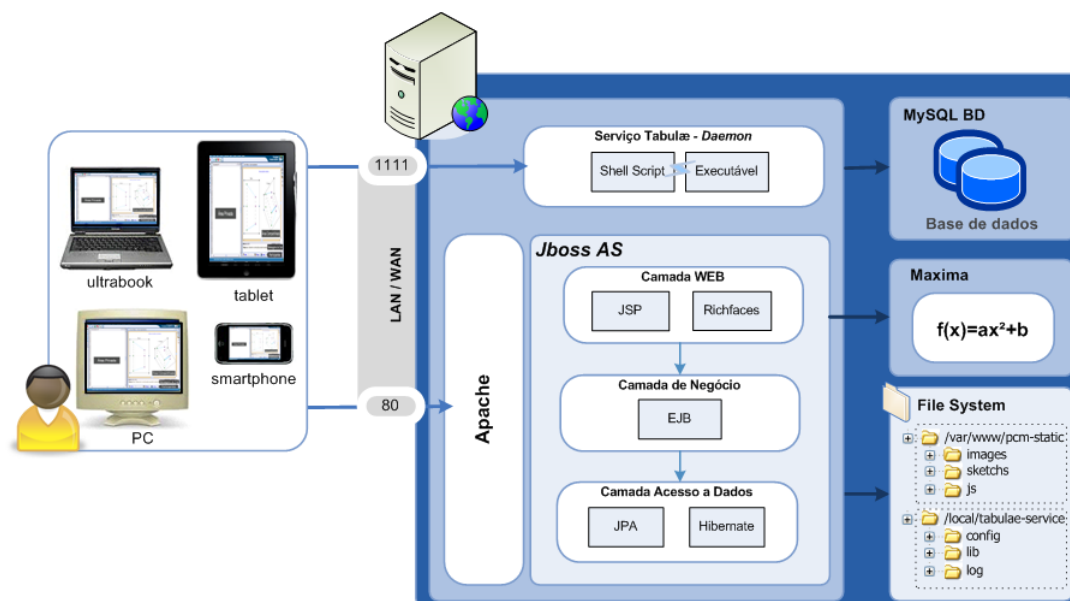 ultrabook
tablet
smartphone
PC
1111
LAN / WAN
80
Serviço Tabulæ - Daemon
Shell Script
Executável
Apache
Jboss AS
Camada WEB
JSP
Richfaces
Camada de Negócio
EJB
Camada Acesso a Dados
JPA
Hibernate
MySQL BD
Base de dados
Maxima
f(x)=ax²+b
File System
/var/www/pcm-static
images
sketchs
js
/local/tabulae-service
config
lib
log